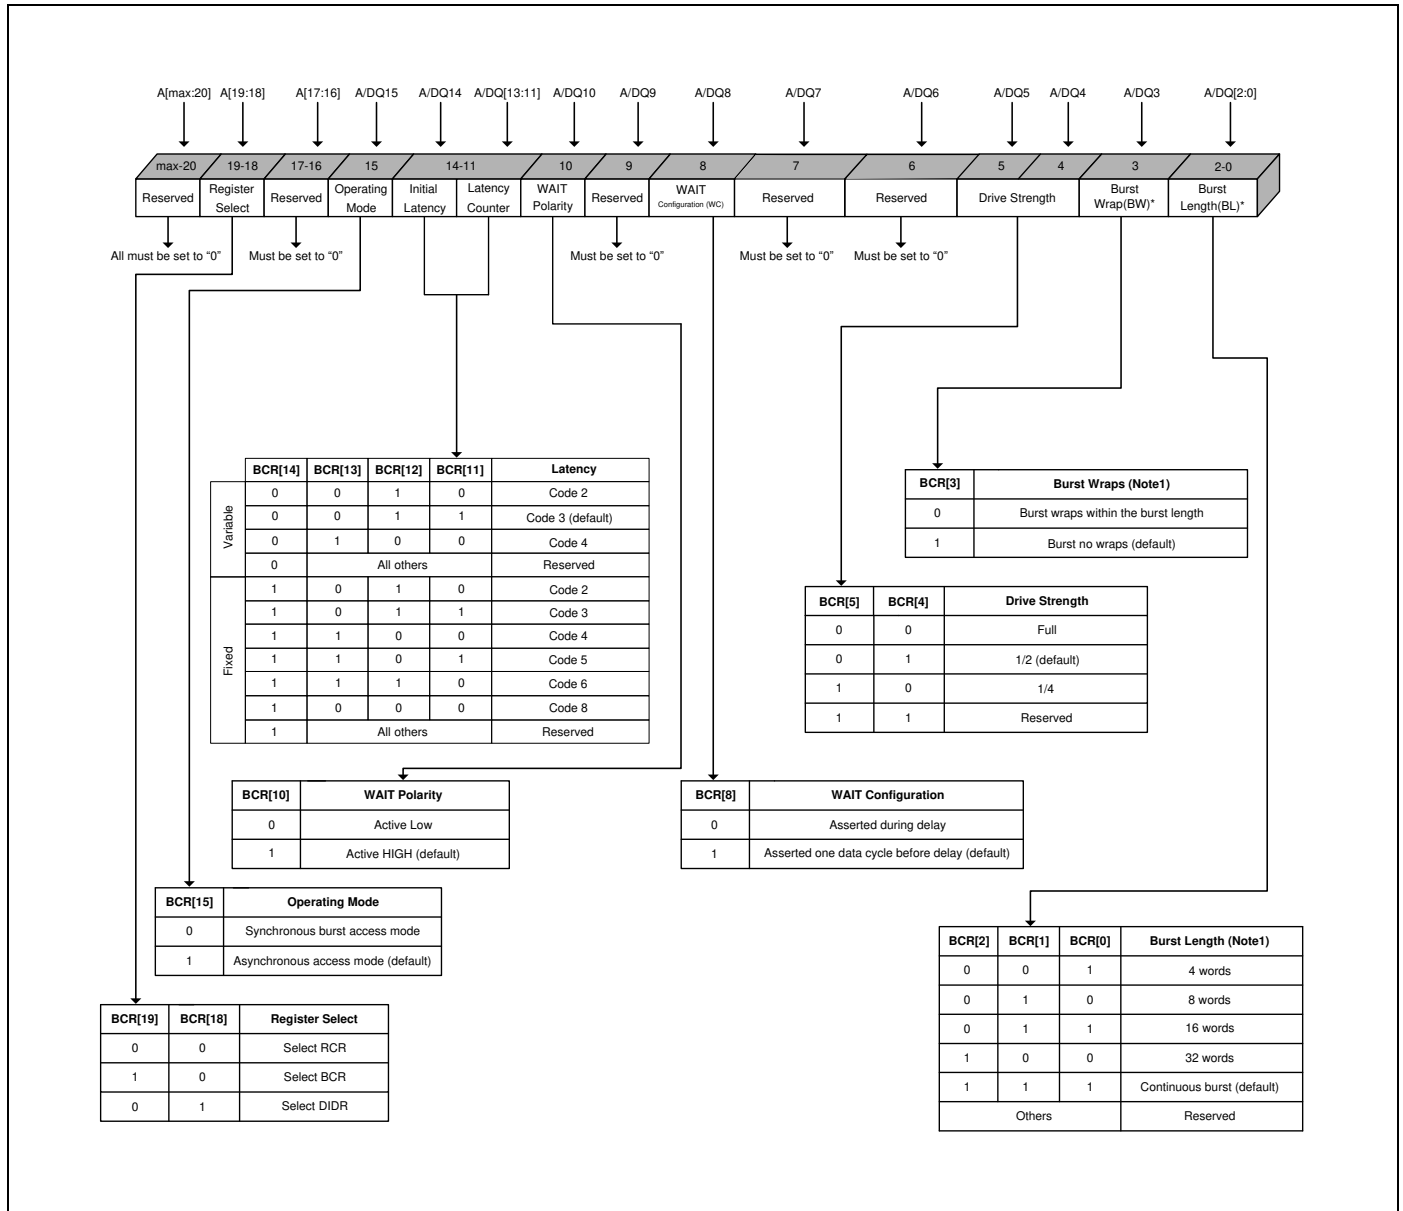 A[max:20] A[19:18] A[17:16] A/DQ15 A/DQ14 A/DQ[13:11] A/DQ10 A/DQ9 A/DQ8 A/DQ7 A/DQ6 A/DQ5 A/DQ4 A/DQ3 A/DQ[2:0]
max-20 19-18 17-16 15 14-11 10 9 8 7 6 5 4 3 2-0
Reserved Register Select Reserved Operating Mode Initial Latency Latency Counter WAIT Polarity Reserved WAIT Configuration (WC) Reserved Reserved Drive Strength Burst Wrap(BW)* Burst Length(BL)*
All must be set to “0” Must be set to “0” Must be set to “0” Must be set to “0” Must be set to “0”
BCR[14] BCR[13] BCR[12] BCR[11] Latency
Variable
0 0 1 0 Code 2
0 0 1 1 Code 3 (default)
0 1 0 0 Code 4
0 All others Reserved
Fixed
1 0 1 0 Code 2
1 0 1 1 Code 3
1 1 0 0 Code 4
1 1 0 1 Code 5
1 1 1 0 Code 6
1 0 0 0 Code 8
1 All others Reserved
BCR[3] Burst Wraps (Note1)
0 Burst wraps within the burst length
1 Burst no wraps (default)
BCR[5] BCR[4] Drive Strength
0 0 Full
0 1 1/2 (default)
1 0 1/4
1 1 Reserved
BCR[10] WAIT Polarity
0 Active Low
1 Active HIGH (default)
BCR[8] WAIT Configuration
0 Asserted during delay
1 Asserted one data cycle before delay (default)
BCR[15] Operating Mode
0 Synchronous burst access mode
1 Asynchronous access mode (default)
BCR[2] BCR[1] BCR[0] Burst Length (Note1)
0 0 1 4 words
0 1 0 8 words
0 1 1 16 words
1 0 0 32 words
1 1 1 Continuous burst (default)
Others Reserved
BCR[19] BCR[18] Register Select
0 0 Select RCR
1 0 Select BCR
0 1 Select DIDR